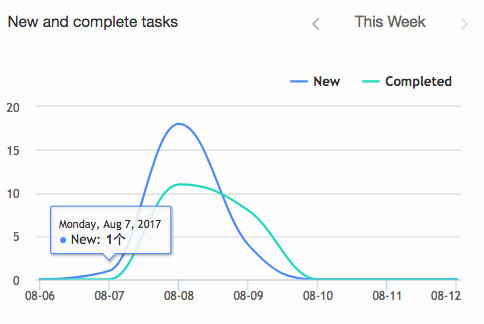 New and complete tasks
This Week
New
Completed
20
15
10
5
0
Monday, Aug 7, 2017
New: 1个
08-06
08-07
08-08
08-09
08-10
08-11
08-12